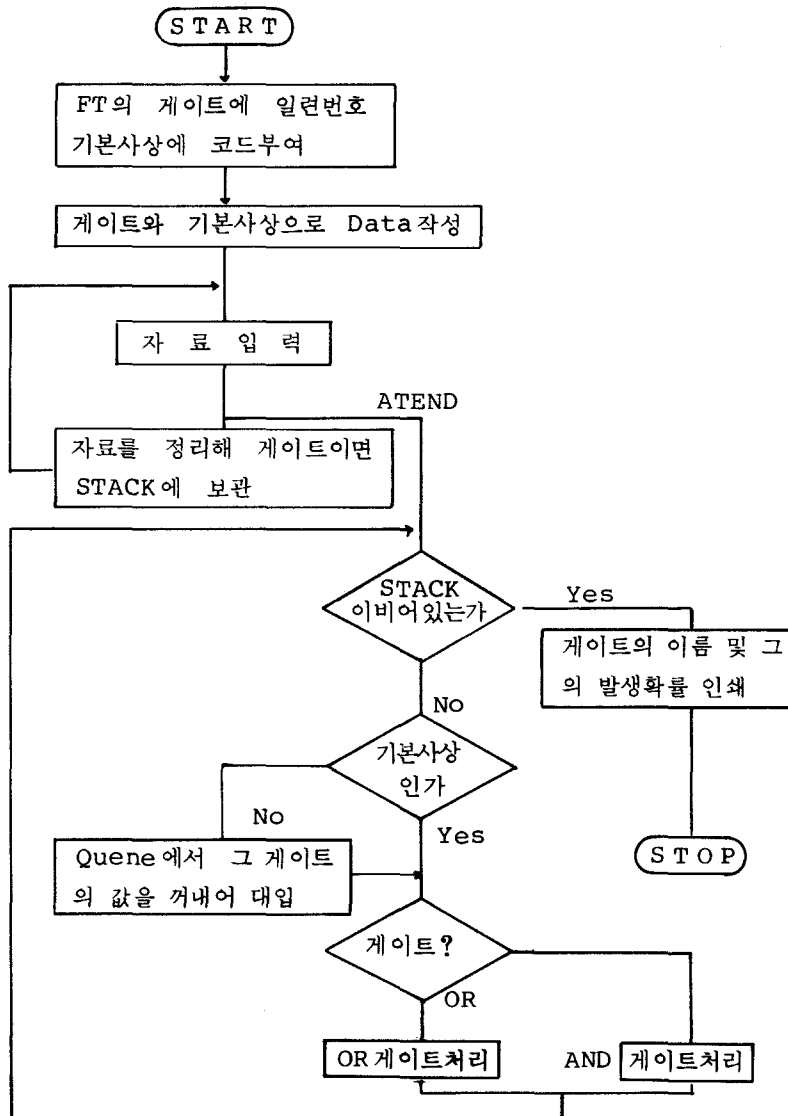 START
FT의 게이트에 일련번호
기본사상에 코드부여
게이트와 기본사상으로 Data작성
자 료 입 력
ATEND
자료를 정리해 게이트이면
STACK에 보관
STACK
이비어있는가
Yes
게이트의 이름 및 그
의 발생확률 인쇄
No
기본사상
인가
No
Yes
Quene에서 그 게이트
의 값을 꺼내어 대입
STOP
게이트?
OR
OR게이트처리
AND 게이트처리